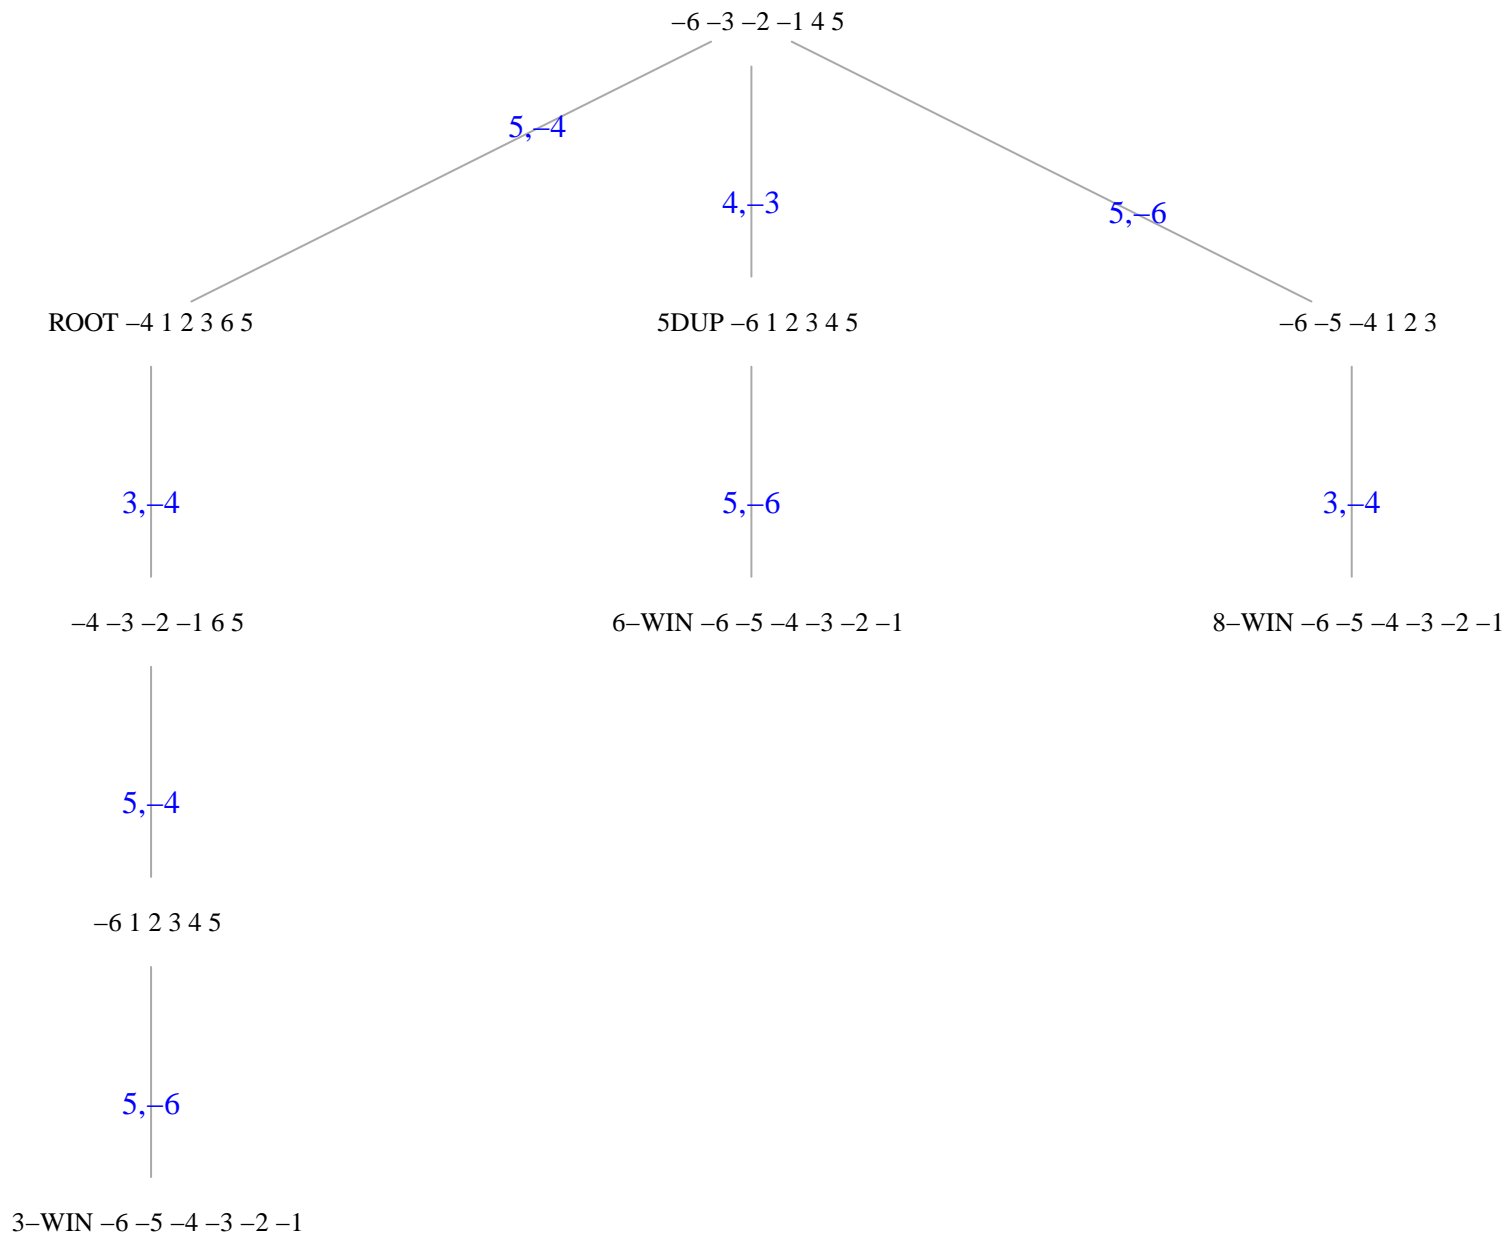 –6 –3 –2 –1 4 5
5,–4
4,–3
5,–6
ROOT –4 1 2 3 6 5
5DUP –6 1 2 3 4 5
–6 –5 –4 1 2 3
3,–4
5,–6
3,–4
–4 –3 –2 –1 6 5
6–WIN –6 –5 –4 –3 –2 –1
8–WIN –6 –5 –4 –3 –2 –1
5,–4
–6 1 2 3 4 5
5,–6
3–WIN –6 –5 –4 –3 –2 –1